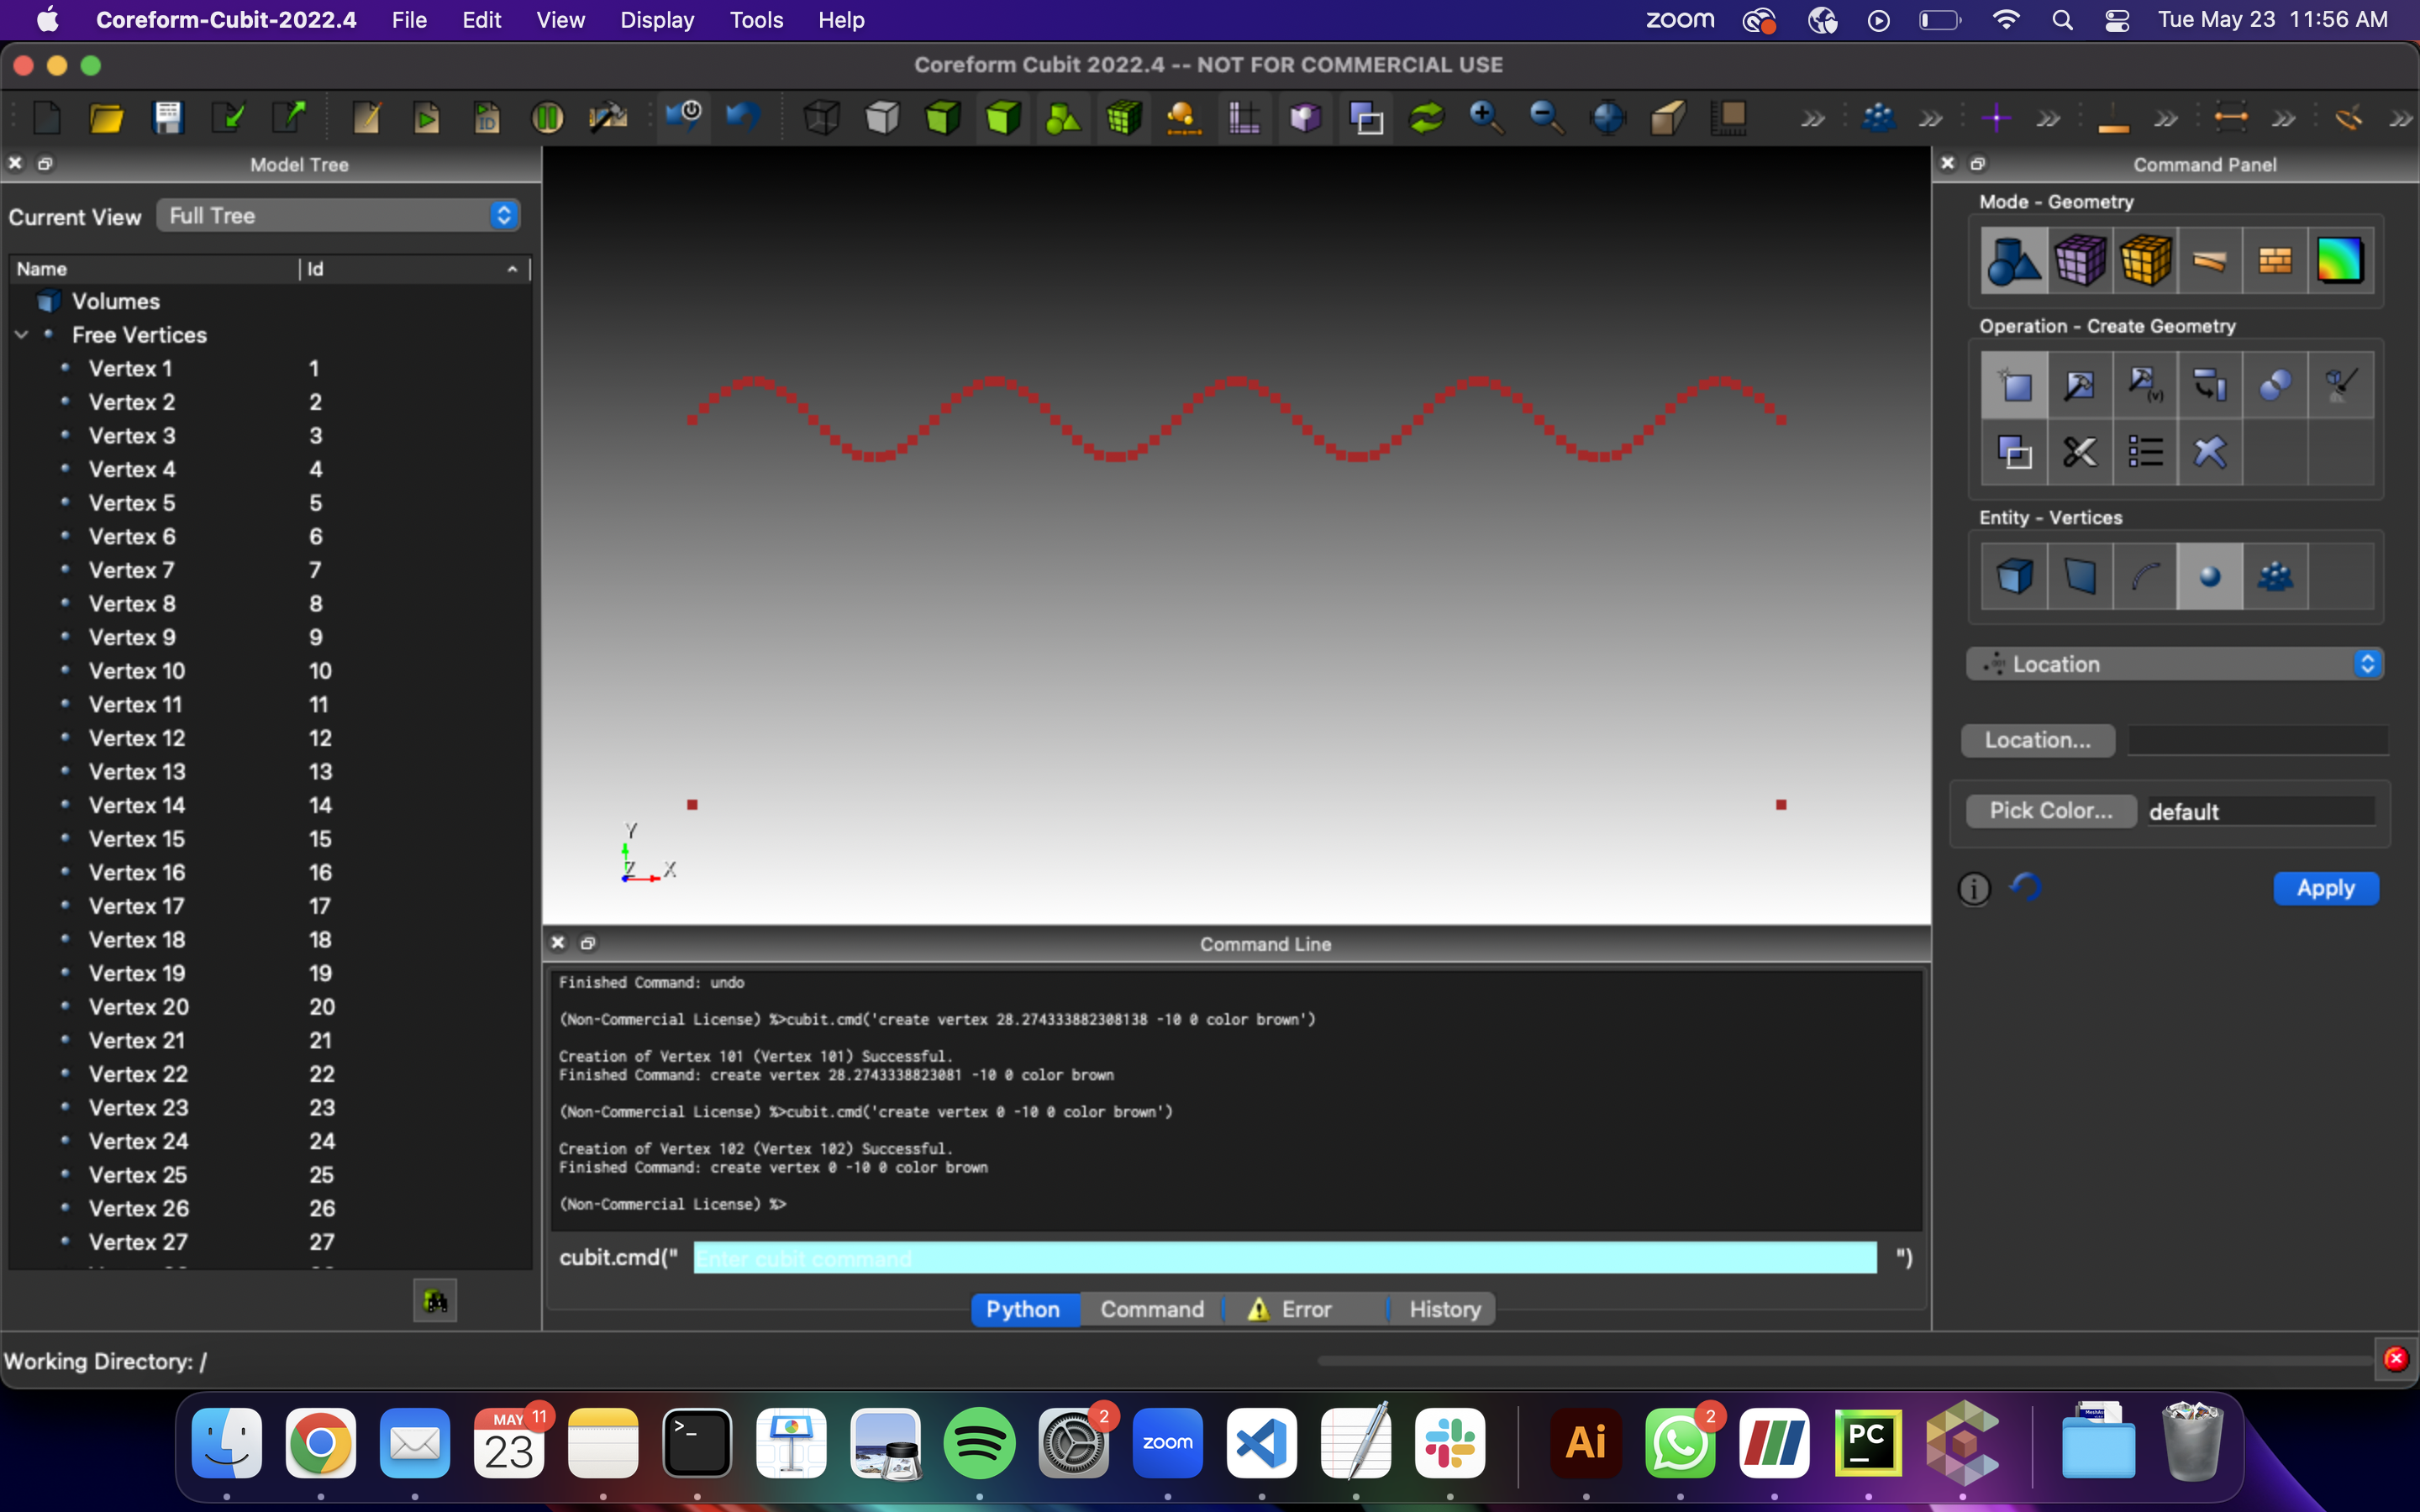 Coreform-Cubit-2022.4 File Edit View Display Tools Help zoom Tue May 23 11:56 AM
Coreform Cubit 2022.4 -- NOT FOR COMMERCIAL USE
ID
Model Tree
Current View Full Tree
Name Id
Volumes
Free Vertices
Vertex 1 1
Vertex 2 2
Vertex 3 3
Vertex 4 4
Vertex 5 5
Vertex 6 6
Vertex 7 7
Vertex 8 8
Vertex 9 9
Vertex 10 10
Vertex 11 11
Vertex 12 12
Vertex 13 13
Vertex 14 14
Vertex 15 15
Vertex 16 16
Vertex 17 17
Vertex 18 18
Vertex 19 19
Vertex 20 20
Vertex 21 21
Vertex 22 22
Vertex 23 23
Vertex 24 24
Vertex 25 25
Vertex 26 26
Vertex 27 27
Y
Z X
Command Line
Finished Command: undo
(Non-Commercial License) %>cubit.cmd('create vertex 28.274333882308138 -10 0 color brown')
Creation of Vertex 101 (Vertex 101) Successful.
Finished Command: create vertex 28.2743338823081 -10 0 color brown
(Non-Commercial License) %>cubit.cmd('create vertex 0 -10 0 color brown')
Creation of Vertex 102 (Vertex 102) Successful.
Finished Command: create vertex 0 -10 0 color brown
(Non-Commercial License) %>
cubit.cmd(" Enter cubit command ")
Python Command Error History
Command Panel
Mode - Geometry
Operation - Create Geometry
(v)
Entity - Vertices
Location
Location...
Pick Color... default
Apply
Working Directory: /
MAY 11
23
>_
2
zoom
Ai
2
PC